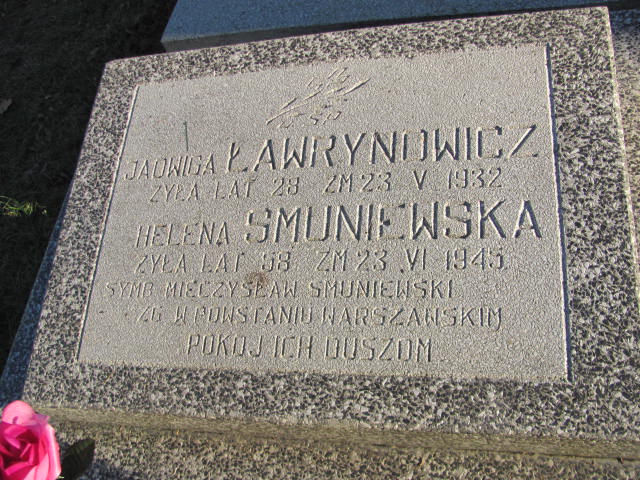 Ś.P.
JADWIGA ŁAWRYNOWICZ
ŻYŁA LAT 28 ZM 23 V 1932
HELENA SMUNIEWSKA
ŻYŁA LAT 58 ZM 23 VI 1945
SYMB MIECZYSŁAW SMUNIEWSKI
ZG W POWSTANIU WARSZAWSKIM
POKÓJ ICH DUSZOM